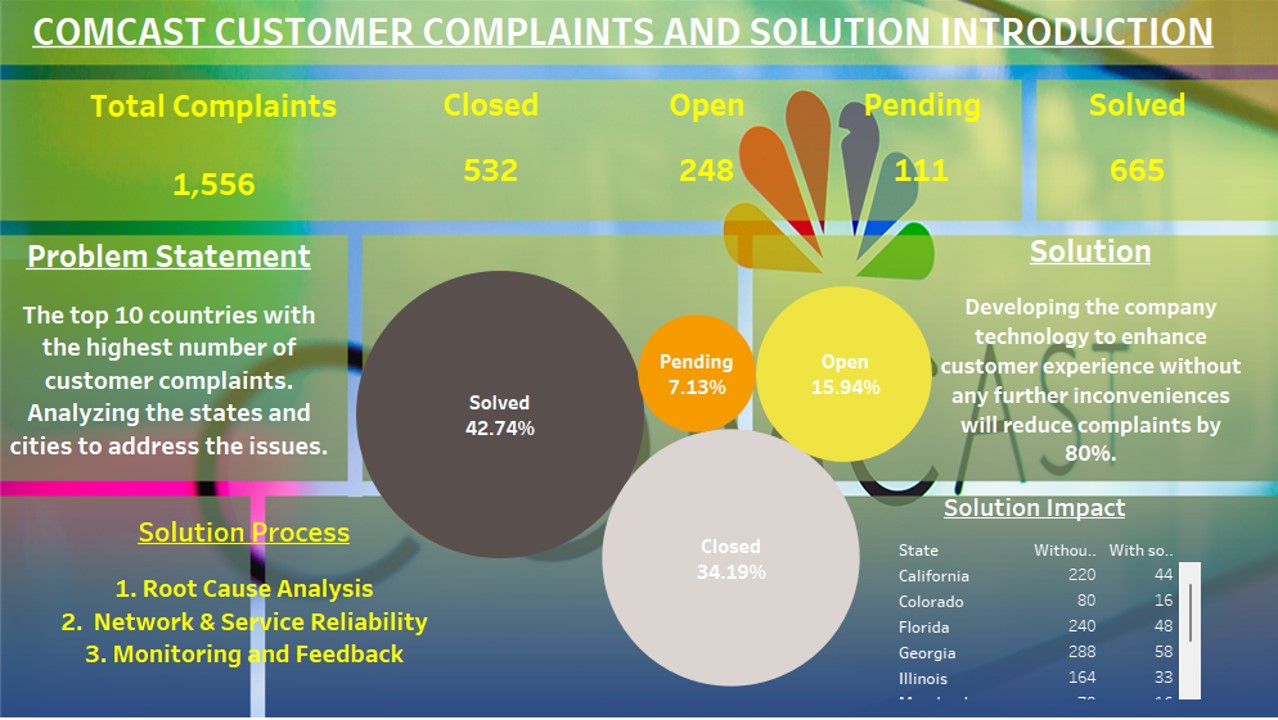 COMCAST CUSTOMER COMPLAINTS AND SOLUTION INTRODUCTION
Total Complaints
1,556
Closed
532
Open
248
Pending
111
Solved
665
Problem Statement
The top 10 countries with
the highest number of
customer complaints.
Analyzing the states and
cities to address the issues.
Solved
42.74%
Pending
7.13%
Open
15.94%
Closed
34.19%
Solution
Developing the company
technology to enhance
customer experience without
any further inconveniences
will reduce complaints by
80%.
Solution Process
1. Root Cause Analysis
2. Network & Service Reliability
3. Monitoring and Feedback
Solution Impact
State Withou.. With so..
California 220 44
Colorado 80 16
Florida 240 48
Georgia 288 58
Illinois 164 33